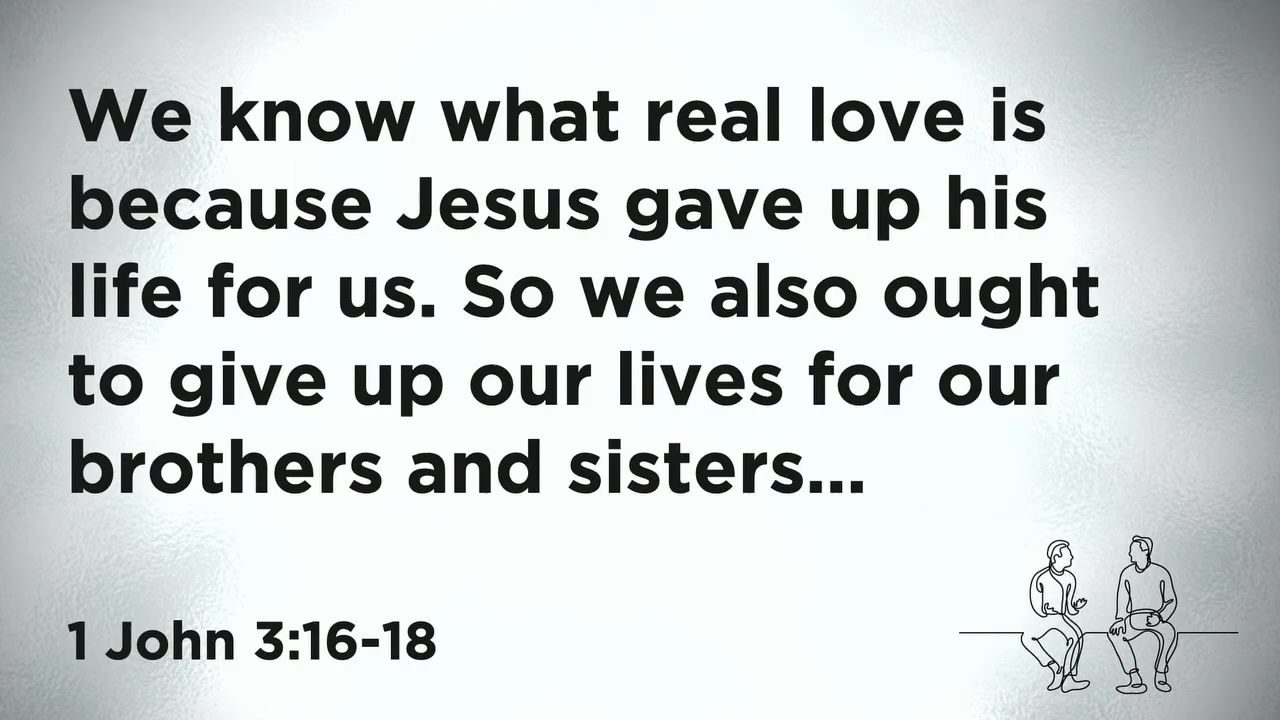 We know what real love is
because Jesus gave up his
life for us. So we also ought
to give up our lives for our
brothers and sisters...
1 John 3:16-18